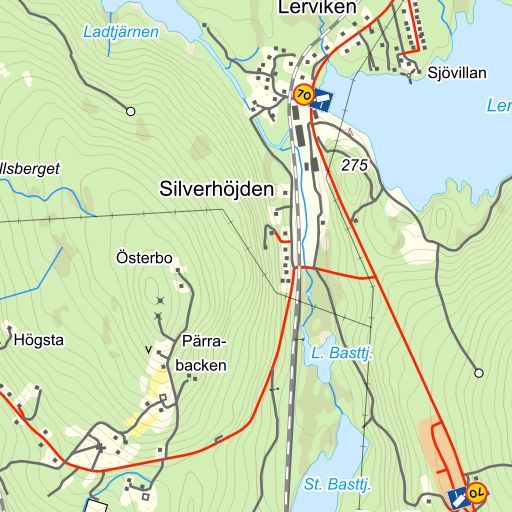 Lerviken
Ladtjärnen
Sjövillan
70
Ler
llsberget
275
Silverhöjden
Österbo
Högsta
Pärra-
backen
L. Basttj.
St. Basttj.
70